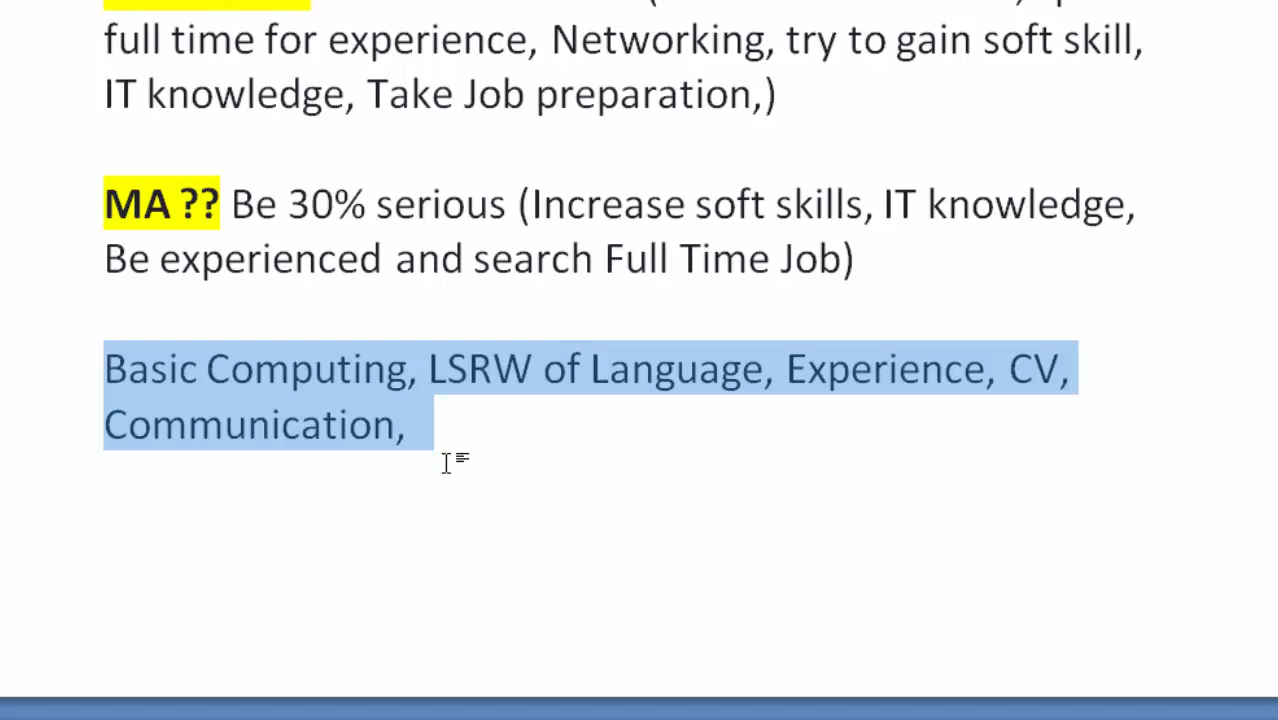 full time for experience, Networking, try to gain soft skill,
IT knowledge, Take Job preparation,)
MA ?? Be 30% serious (Increase soft skills, IT knowledge,
Be experienced and search Full Time Job)
Basic Computing, LSRW of Language, Experience, CV,
Communication,